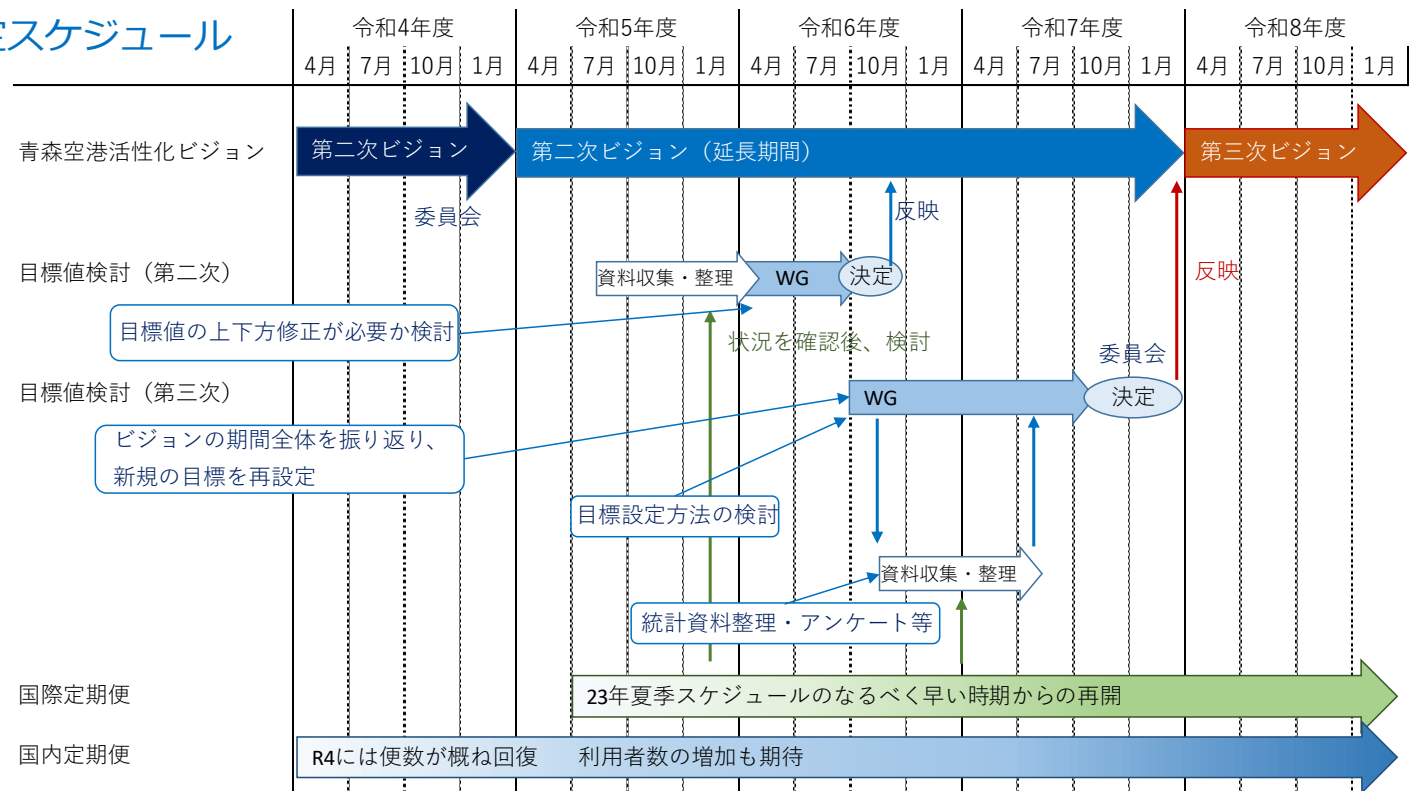 定スケジュール
令和4年度 令和5年度 令和6年度 令和7年度 令和8年度
4月 7月 10月 1月 4月 7月 10月 1月 4月 7月 10月 1月 4月 7月 10月 1月 4月 7月 10月 1月
青森空港活性化ビジョン
第二次ビジョン
第二次ビジョン（延長期間）
第三次ビジョン
委員会
反映
目標値検討（第二次）
資料収集・整理
WG
決定
反映
目標値の上下方修正が必要か検討
状況を確認後、検討
委員会
目標値検討（第三次）
WG
決定
ビジョンの期間全体を振り返り、
新規の目標を再設定
目標設定方法の検討
資料収集・整理
統計資料整理・アンケート等
国際定期便
23年夏季スケジュールのなるべく早い時期からの再開
国内定期便
R4には便数が概ね回復 利用者数の増加も期待